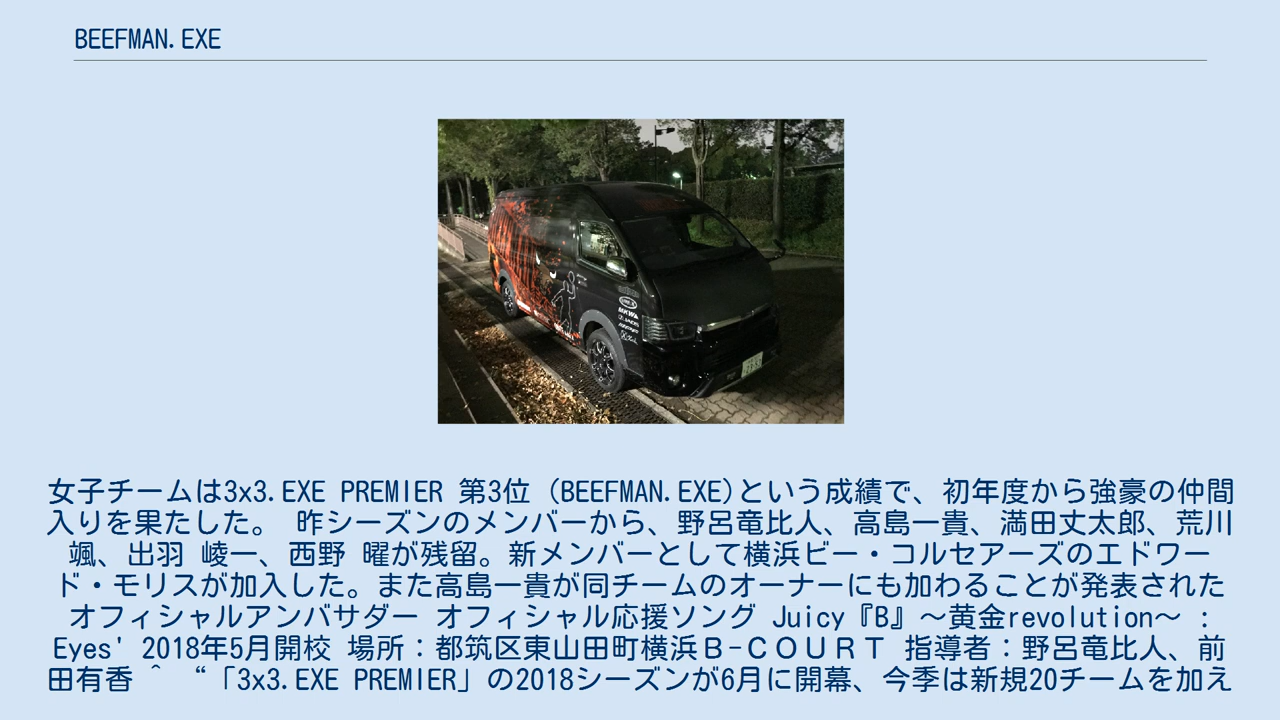 BEEFMAN.EXE
MKWA
女子チームは3x3.EXE PREMIER 第3位 (BEEFMAN.EXE)という成績で、初年度から強豪の仲間
入りを果たした。 昨シーズンのメンバーから、野呂竜比人、高島一貴、満田丈太郎、荒川
颯、出羽 崚一、西野 曜が残留。新メンバーとして横浜ビー・コルセアーズのエドワー
ド・モリスが加入した。また高島一貴が同チームのオーナーにも加わることが発表された
オフィシャルアンバサダー オフィシャル応援ソング Juicy『B』～黄金revolution～ :
Eyes' 2018年5月開校 場所：都筑区東山田町横浜Ｂ-ＣＯＵＲＴ 指導者：野呂竜比人、前
田有香 ^ “「3x3.EXE PREMIER」の2018シーズンが6月に開幕、今季は新規20チームを加え